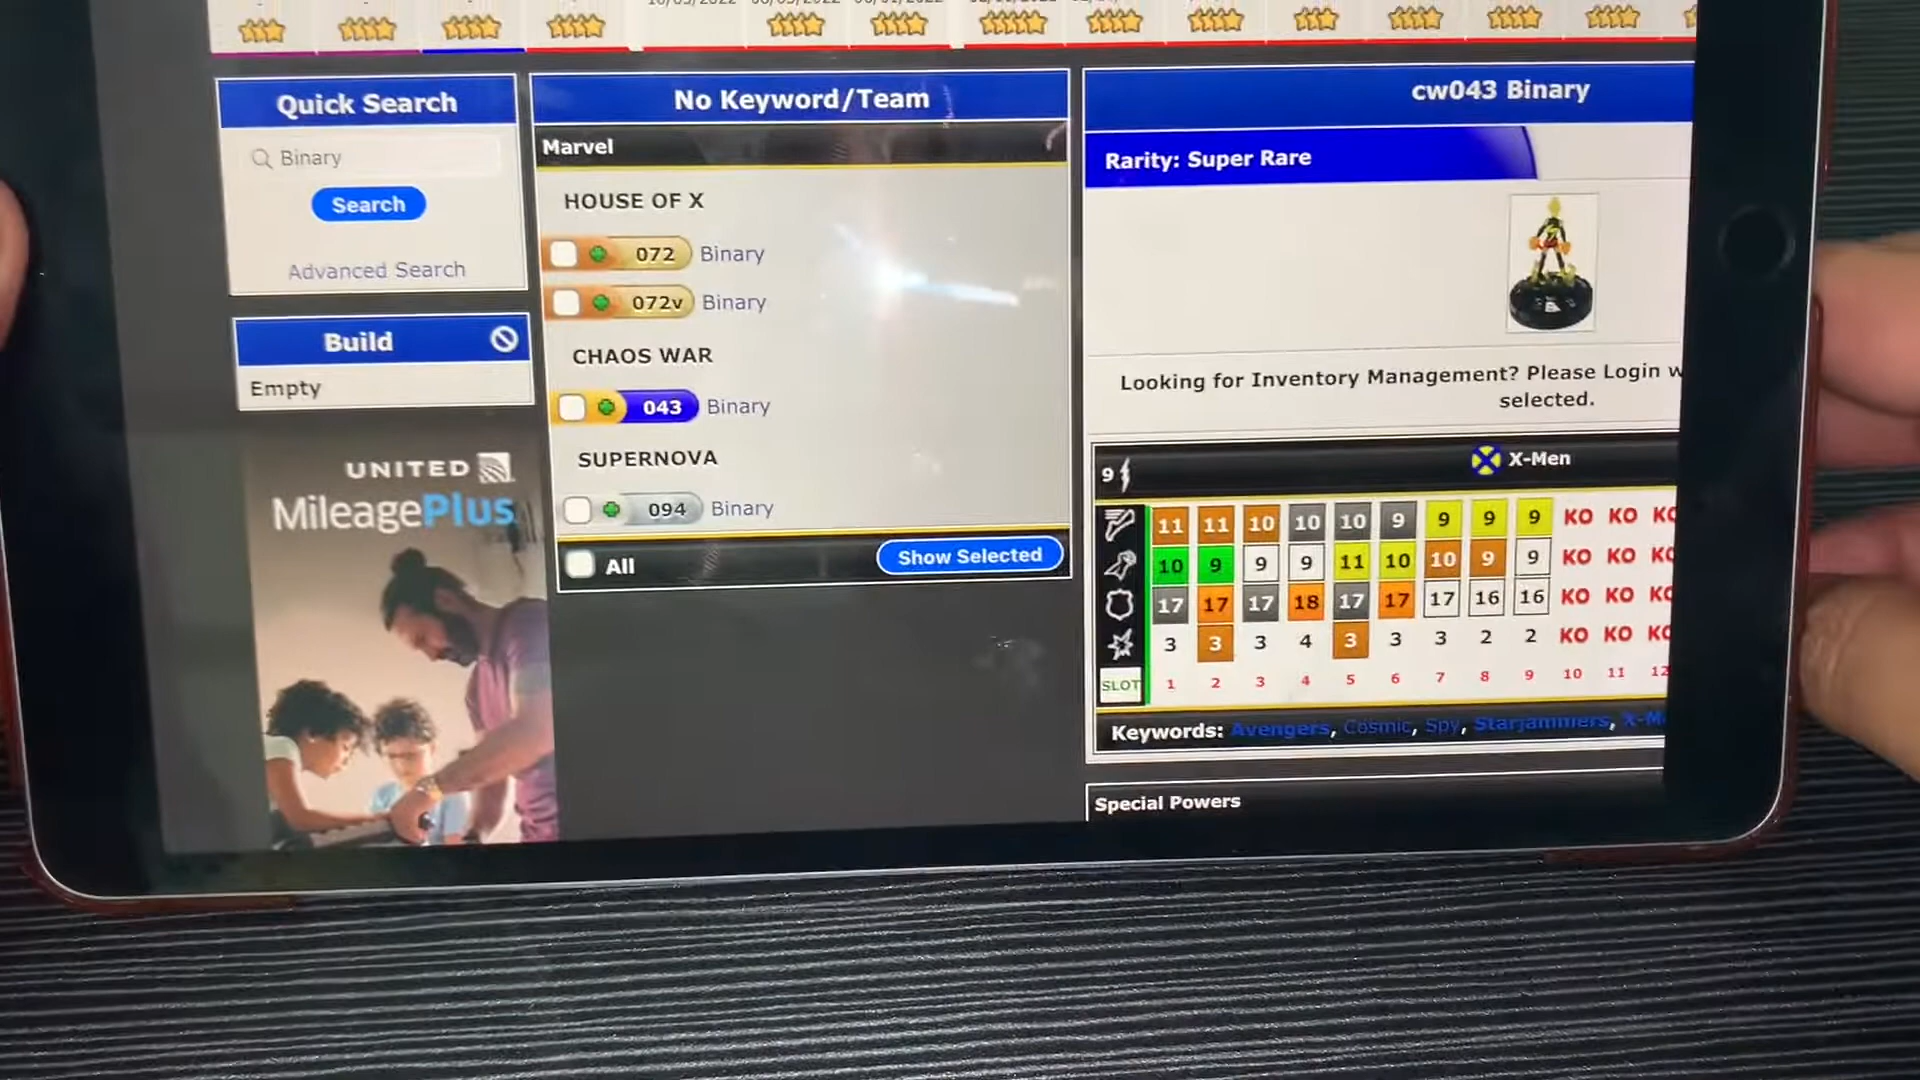 Quick Search
Binary
Search
Advanced Search
Build
Empty
UNITED
MileagePlus
No Keyword/Team
Marvel
HOUSE OF X
072 Binary
072v Binary
CHAOS WAR
043 Binary
SUPERNOVA
094 Binary
All
Show Selected
cw043 Binary
Rarity: Super Rare
Looking for Inventory Management? Please Login
selected.
9 X-Men
11 11 10 10 10 9 9 9 9 KO KO KO
10 9 9 9 11 10 10 9 9 KO KO KO
17 17 17 18 17 17 17 16 16 KO KO KO
3 3 3 4 3 3 3 2 2 KO KO KO
SLOT 1 2 3 4 5 6 7 8 9 10 11 12
Keywords: Avengers, Cosmic, Spy, Starjammers,
Special Powers